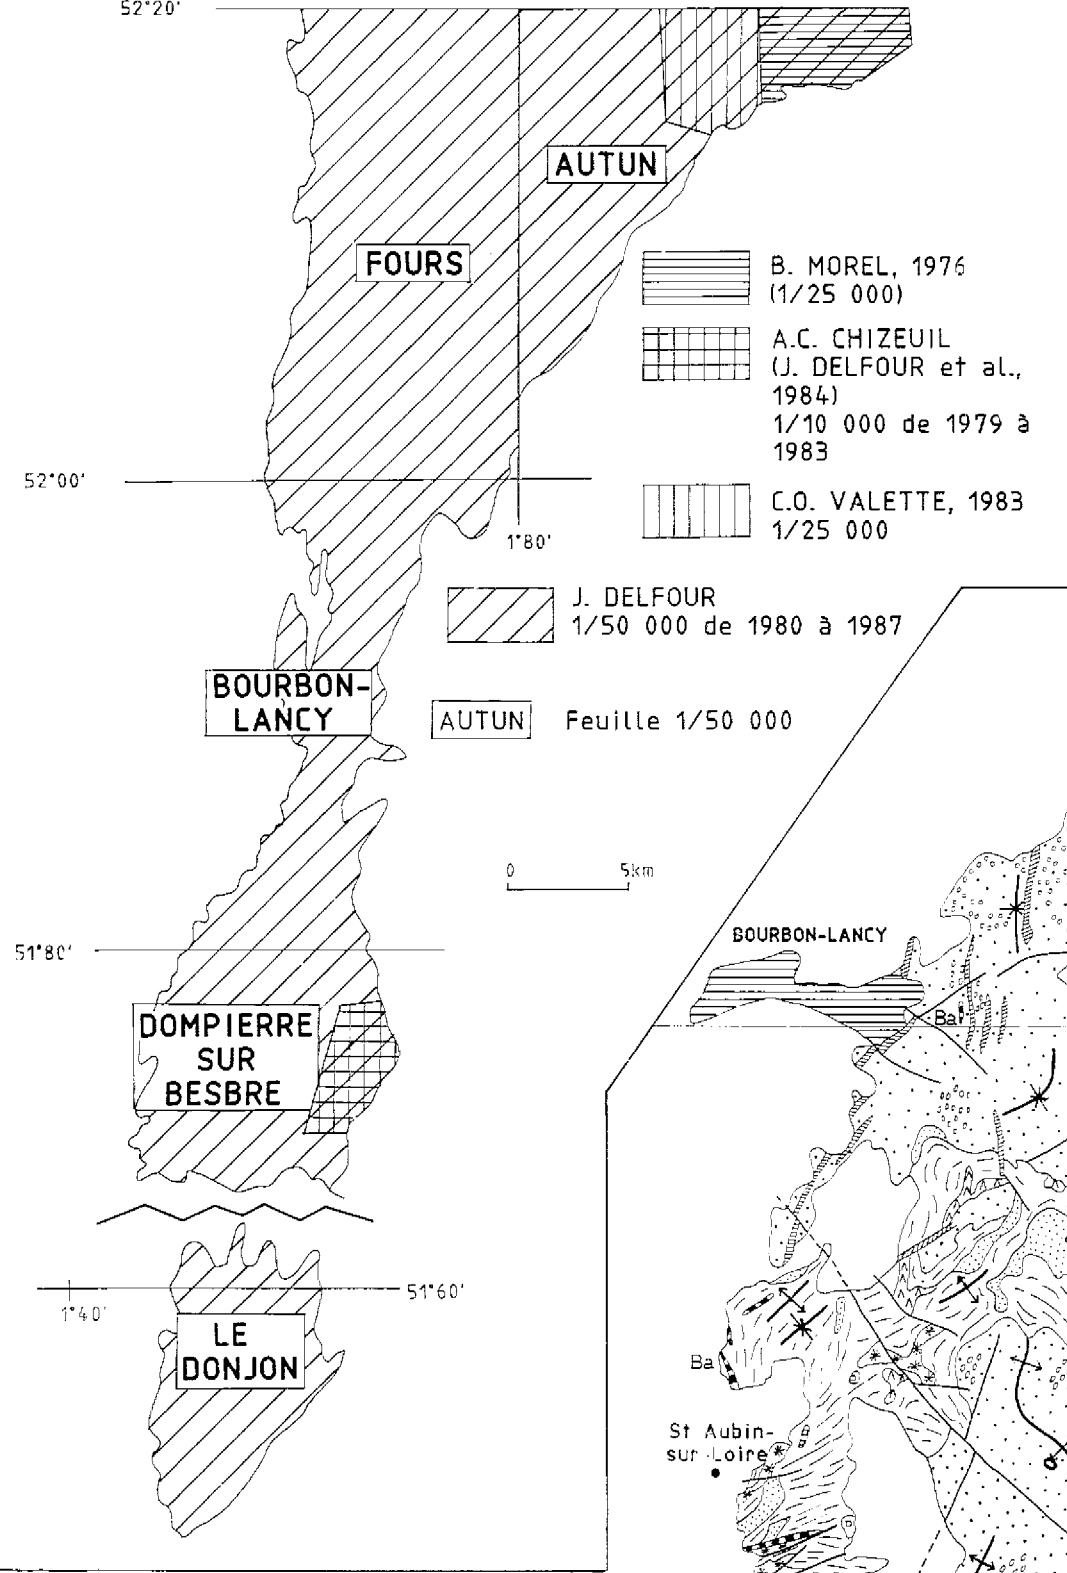 52°20'
AUTUN
FOURS
B. MOREL, 1976
(1/25 000)
A.C. CHIZEUIL
(J. DELFOUR et al.,
1984)
1/10 000 de 1979 à
1983
52°00'
C.O. VALETTE, 1983
1/25 000
1°80'
J. DELFOUR
1/50 000 de 1980 à 1987
BOURBON-
LANCY
AUTUN
Feuille 1/50 000
0
5km
51°80'
BOURBON-LANCY
DOMPIERRE
SUR
BESBRE
Ba
51°60'
1°40'
LE
DONJON
Ba
St Aubin-
sur-Loire